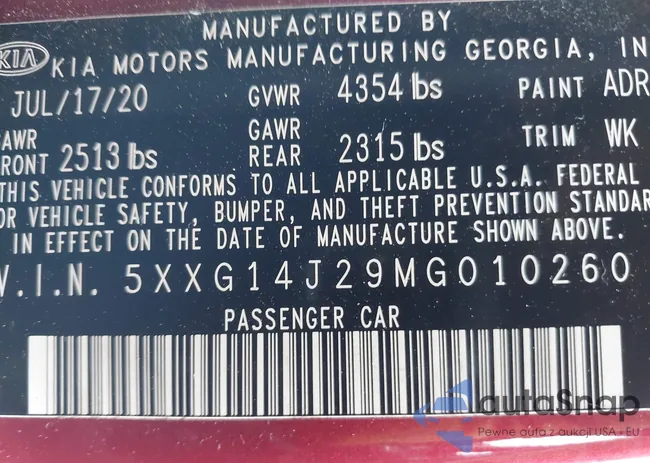 MANUFACTURED BY
KIA KIA MOTORS MANUFACTURING GEORGIA, IN
JUL/17/20 GVWR 4354 lbs PAINT ADR
GAWR FRONT 2513 lbs GAWR REAR 2315 lbs TRIM WK
THIS VEHICLE CONFORMS TO ALL APPLICABLE U.S.A. FEDERAL
OR VEHICLE SAFETY, BUMPER, AND THEFT PREVENTION STANDAR
IN EFFECT ON THE DATE OF MANUFACTURE SHOWN ABOVE.
V.I.N. 5XXG14J29MG010260
PASSENGER CAR
autaSnap
Pewne auta z aukcji USA - EU